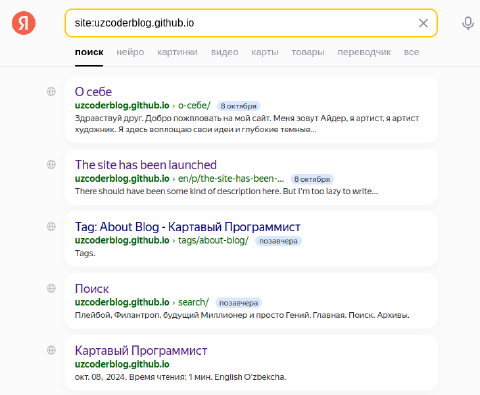 Я
site:uzcoderblog.github.io
поиск нейро картинки видео карты товары переводчик все
О себе
uzcoderblog.github.io › о-себе/ 8 октября
Здравствуй друг. Добро пожпловать на мой сайт. Меня зовут Айдер, я артист, я артист
художник. Я здесь воплощаю свои идеи и глубокие темные...
The site has been launched
uzcoderblog.github.io › en/p/the-site-has-been-... 8 октября
There should have been some kind of description here. But I'm too lazy to write...
Tag: About Blog - Картавый Программист
uzcoderblog.github.io › tags/about-blog/ позавчера
Tags.
Поиск
uzcoderblog.github.io › search/ позавчера
Плейбой, Филантроп, будущий Миллионер и просто Гений. Главная. Поиск. Архивы.
Картавый Программист
uzcoderblog.github.io
окт. 08, 2024. Время чтения: 1 мин. English O'zbekcha.